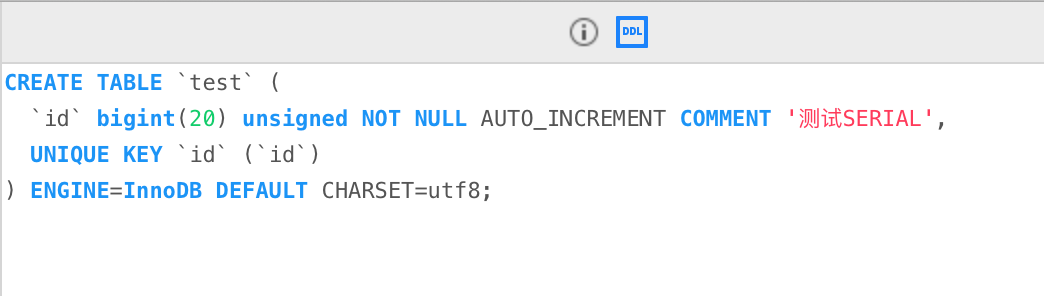 DDL
CREATE TABLE `test` (
  `id` bigint(20) unsigned NOT NULL AUTO_INCREMENT COMMENT '测试SERIAL',
  UNIQUE KEY `id` (`id`)
) ENGINE=InnoDB DEFAULT CHARSET=utf8;